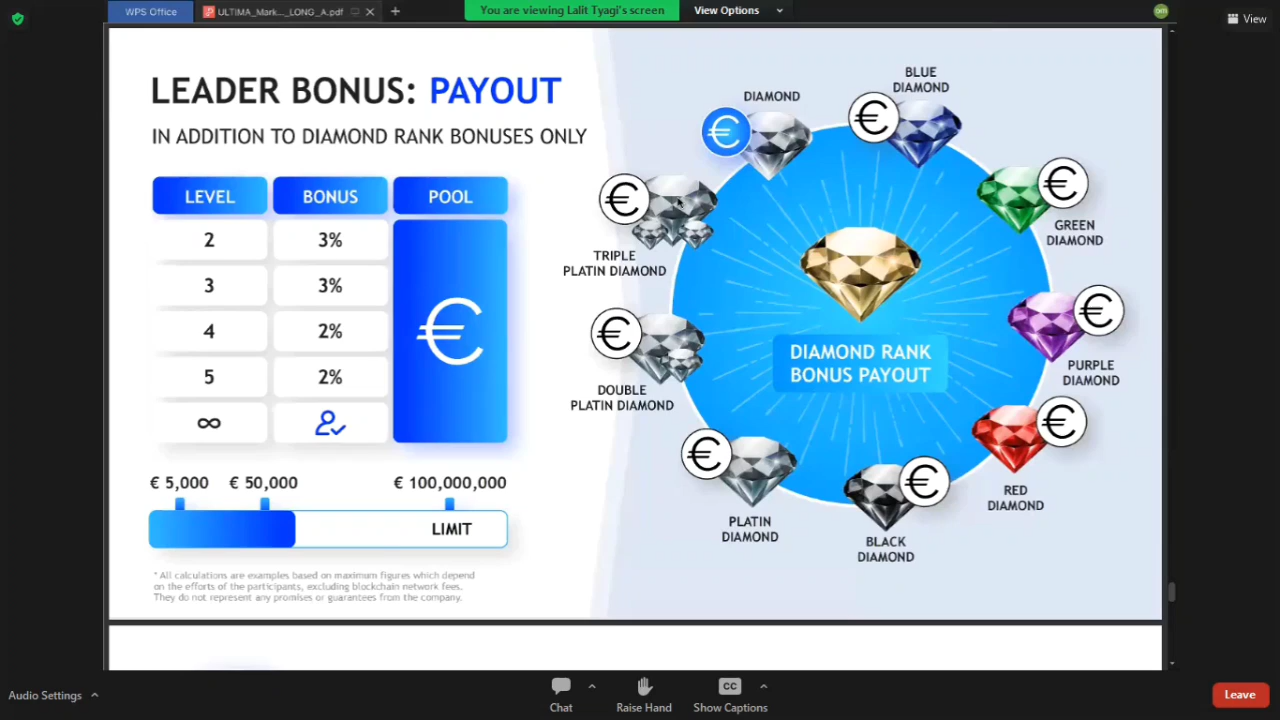 WPS Office
ULTIMA_Mark..._LONG_A.pdf
You are viewing Lalit Tyagi's screen
View Options
View
LEADER BONUS: PAYOUT
IN ADDITION TO DIAMOND RANK BONUSES ONLY
LEVEL BONUS POOL
2 3%
3 3%
4 2%
5 2%
∞
€
€ 5,000 € 50,000 € 100,000,000
LIMIT
* All calculations are examples based on maximum figures which depend
on the efforts of the participants, excluding blockchain network fees.
They do not represent any promises or guarantees from the company.
DIAMOND
€
BLUE
DIAMOND
€
GREEN
DIAMOND
€
PURPLE
DIAMOND
€
RED
DIAMOND
€
BLACK
DIAMOND
€
PLATIN
DIAMOND
€
DOUBLE
PLATIN DIAMOND
€
TRIPLE
PLATIN DIAMOND
€
DIAMOND RANK
BONUS PAYOUT
Audio Settings
Chat
Raise Hand
CC
Show Captions
Leave